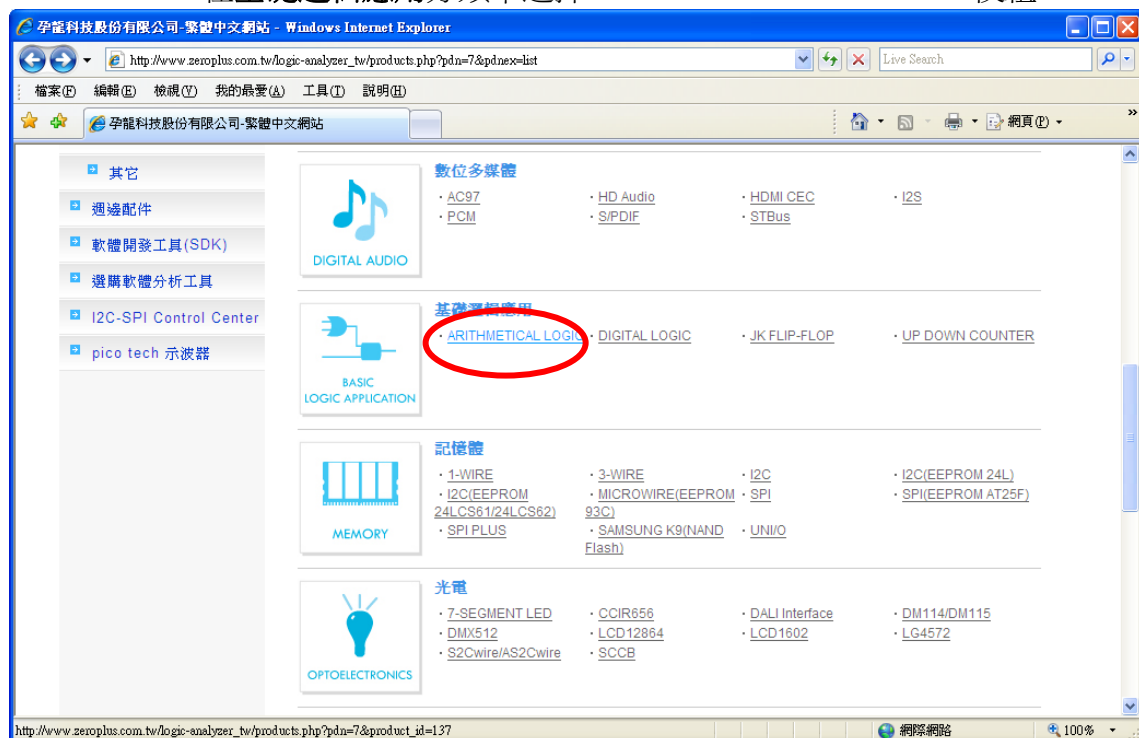 孕龍科技股份有限公司-繁體中文網站 - Windows Internet Explorer
http://www.zeroplus.com.tw/logic-analyzer_tw/products.php?pdn=7&pdnex=list
Live Search
檔案(F) 編輯(E) 檢視(V) 我的最愛(A) 工具(T) 說明(H)
孕龍科技股份有限公司-繁體中文網站
網頁(P)
»
其它
週邊配件
軟體開發工具(SDK)
選購軟體分析工具
I2C-SPI Control Center
pico tech 示波器
DIGITAL AUDIO
數位多媒體
· AC97 · HD Audio · HDMI CEC · I2S
· PCM · S/PDIF · STBus
BASIC
LOGIC APPLICATION
基礎邏輯應用
· ARITHMETICAL LOGIC · DIGITAL LOGIC · JK FLIP-FLOP · UP DOWN COUNTER
MEMORY
記憶體
· 1-WIRE · 3-WIRE · I2C · I2C(EEPROM 24L)
· I2C(EEPROM · MICROWIRE(EEPROM · SPI · SPI(EEPROM AT25F)
24LCS61/24LCS62) 93C)
· SPI PLUS · SAMSUNG K9(NAND · UNI/O
Flash)
OPTOELECTRONICS
光電
· 7-SEGMENT LED · CCIR656 · DALI Interface · DM114/DM115
· DMX512 · LCD12864 · LCD1602 · LG4572
· S2Cwire/AS2Cwire · SCCB
http://www.zeroplus.com.tw/logic-analyzer_tw/products.php?pdn=7&product_id=137
網際網路 100%